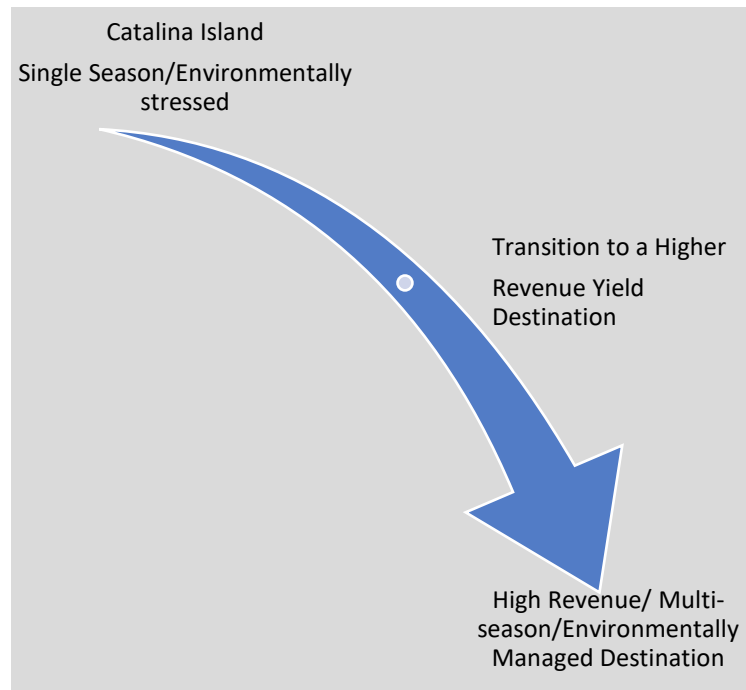 Catalina Island
Single Season/Environmentally
stressed
Transition to a Higher
Revenue Yield
Destination
High Revenue/ Multi-
season/Environmentally
Managed Destination